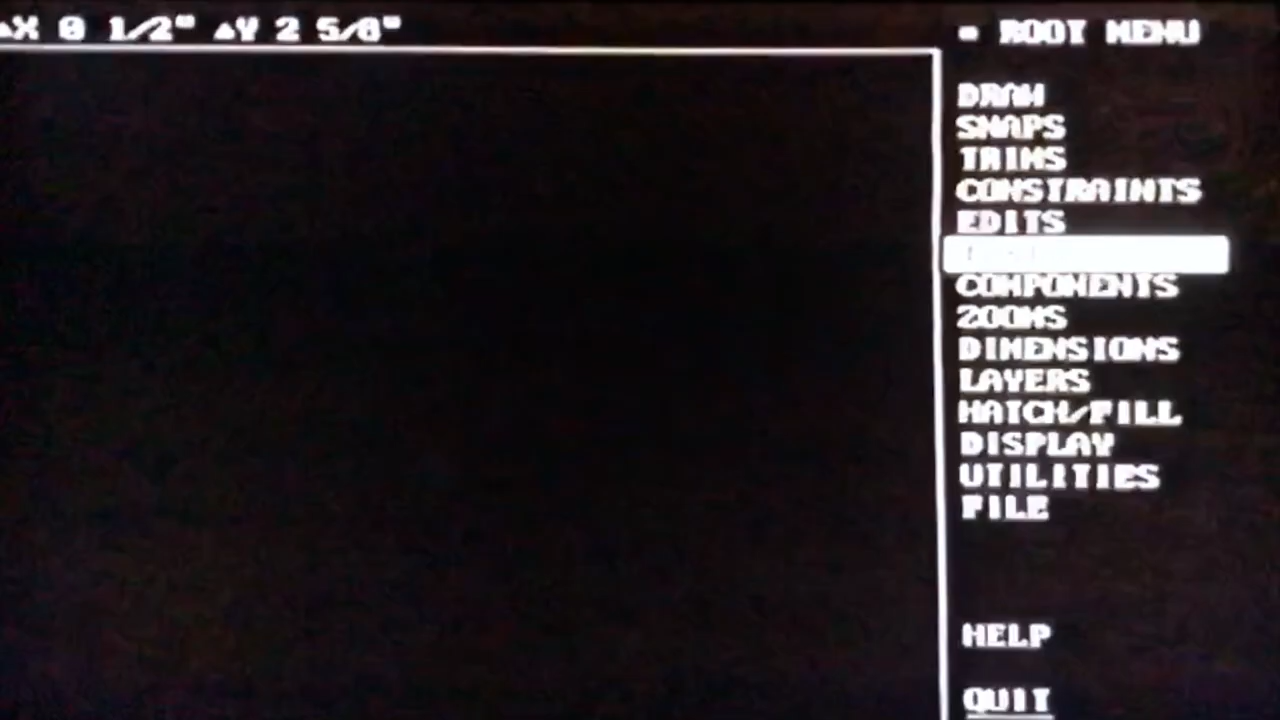 ▲X 0 1/2" ▲Y 2 5/8"
= ROOT MENU
DRAW
SNAPS
TRIMS
CONSTRAINTS
EDITS
COMPONENTS
ZOOMS
DIMENSIONS
LAYERS
HATCH/FILL
DISPLAY
UTILITIES
FILE
HELP
QUIT